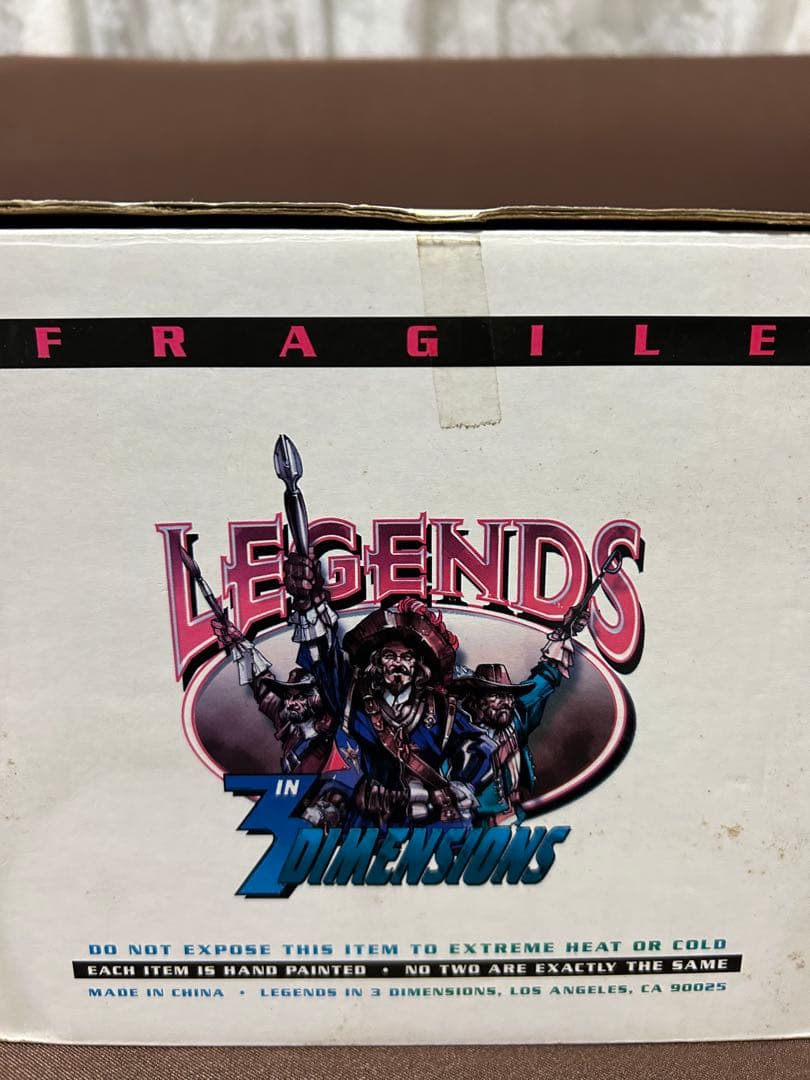 FRAGILE
LEGENDS
IN
3 DIMENSIONS
DO NOT EXPOSE THIS ITEM TO EXTREME HEAT OR COLD
EACH ITEM IS HAND PAINTED • NO TWO ARE EXACTLY THE SAME
MADE IN CHINA • LEGENDS IN 3 DIMENSIONS, LOS ANGELES, CA 90025